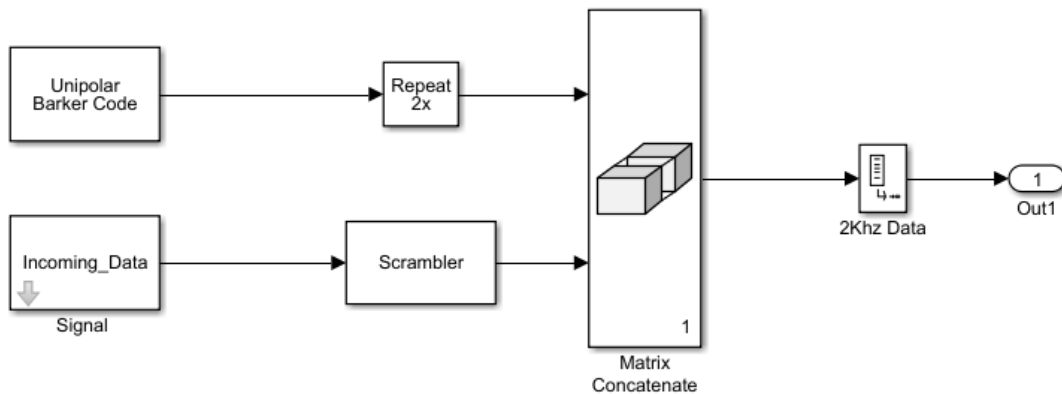 Unipolar
Barker Code
Repeat
2x
Incoming_Data
Signal
Scrambler
1
Matrix
Concatenate
2Khz Data
1
Out1